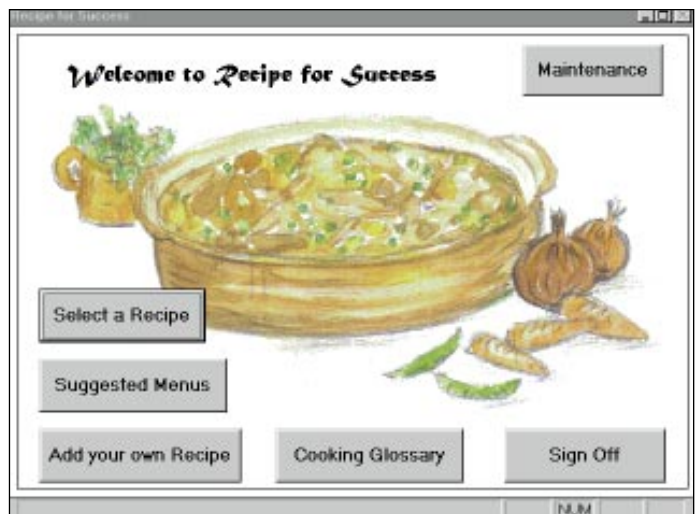 Recipe for Success
Welcome to Recipe for Success
Maintenance
Select a Recipe
Suggested Menus
Add your own Recipe
Cooking Glossary
Sign Off
NUM